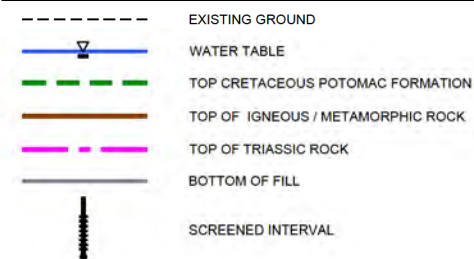 EXISTING GROUND
WATER TABLE
TOP CRETACEOUS POTOMAC FORMATION
TOP OF IGNEOUS / METAMORPHIC ROCK
TOP OF TRIASSIC ROCK
BOTTOM OF FILL
SCREENED INTERVAL